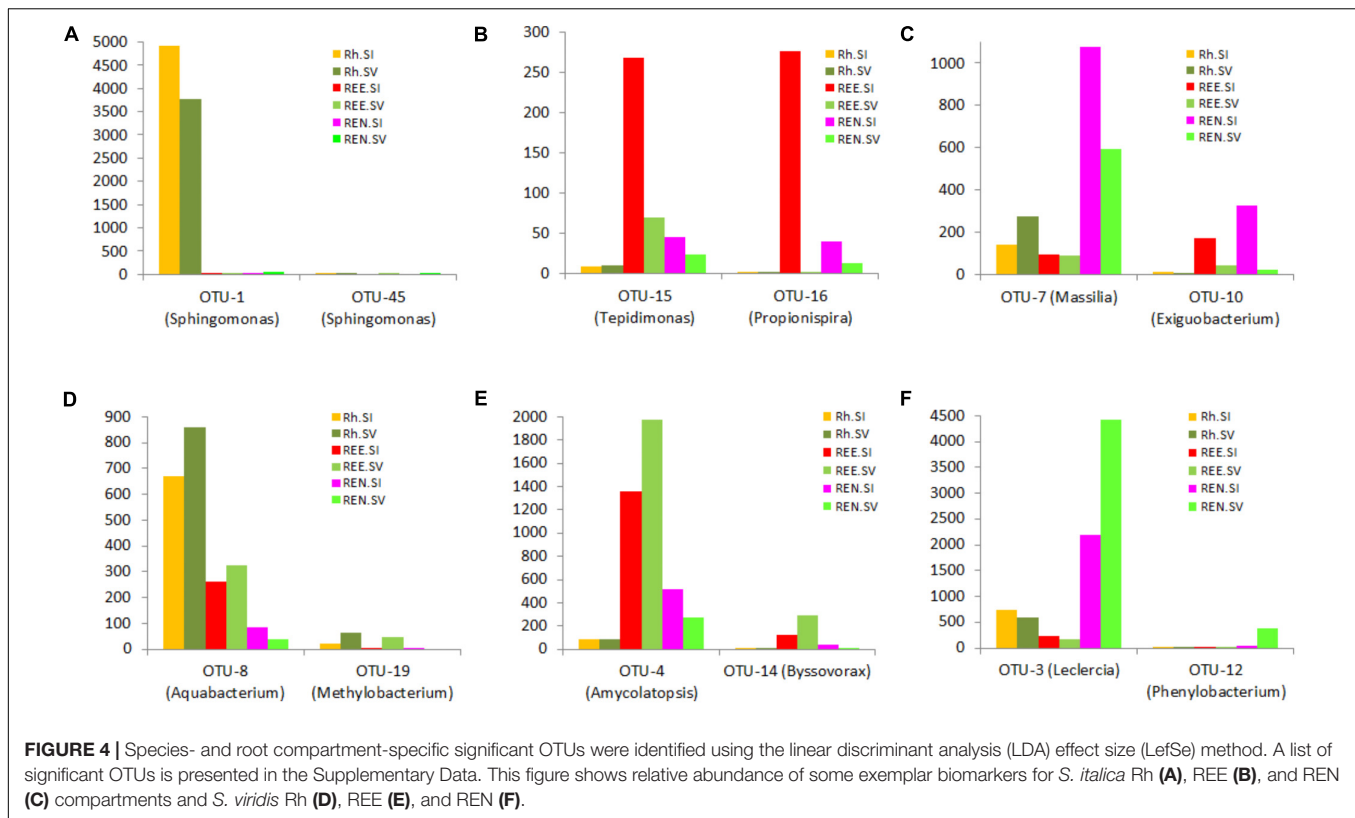 A
5000
4500
4000
3500
3000
2500
2000
1500
1000
500
0
Rh.SI
Rh.SV
REE.SI
REE.SV
REN.SI
REN.SV
OTU-1
(Sphingomonas)
OTU-45
(Sphingomonas)
B
300
250
200
150
100
50
0
Rh.SI
Rh.SV
REE.SI
REE.SV
REN.SI
REN.SV
OTU-15
(Tepidimonas)
OTU-16
(Propionispira)
C
1000
800
600
400
200
0
Rh.SI
Rh.SV
REE.SI
REE.SV
REN.SI
REN.SV
OTU-7 (Massilia)
OTU-10
(Exiguobacterium)
D
900
800
700
600
500
400
300
200
100
0
Rh.SI
Rh.SV
REE.SI
REE.SV
REN.SI
REN.SV
OTU-8
(Aquabacterium)
OTU-19
(Methylobacterium)
E
2000
1800
1600
1400
1200
1000
800
600
400
200
0
Rh.SI
Rh.SV
REE.SI
REE.SV
REN.SI
REN.SV
OTU-4
(Amycolatopsis)
OTU-14 (Byssovorax)
F
4500
4000
3500
3000
2500
2000
1500
1000
500
0
Rh.SI
Rh.SV
REE.SI
REE.SV
REN.SI
REN.SV
OTU-3 (Leclercia)
OTU-12
(Phenylobacterium)
FIGURE 4 | Species- and root compartment-specific significant OTUs were identified using the linear discriminant analysis (LDA) effect size (LefSe) method. A list of
significant OTUs is presented in the Supplementary Data. This figure shows relative abundance of some exemplar biomarkers for S. italica Rh (A), REE (B), and REN
(C) compartments and S. viridis Rh (D), REE (E), and REN (F).